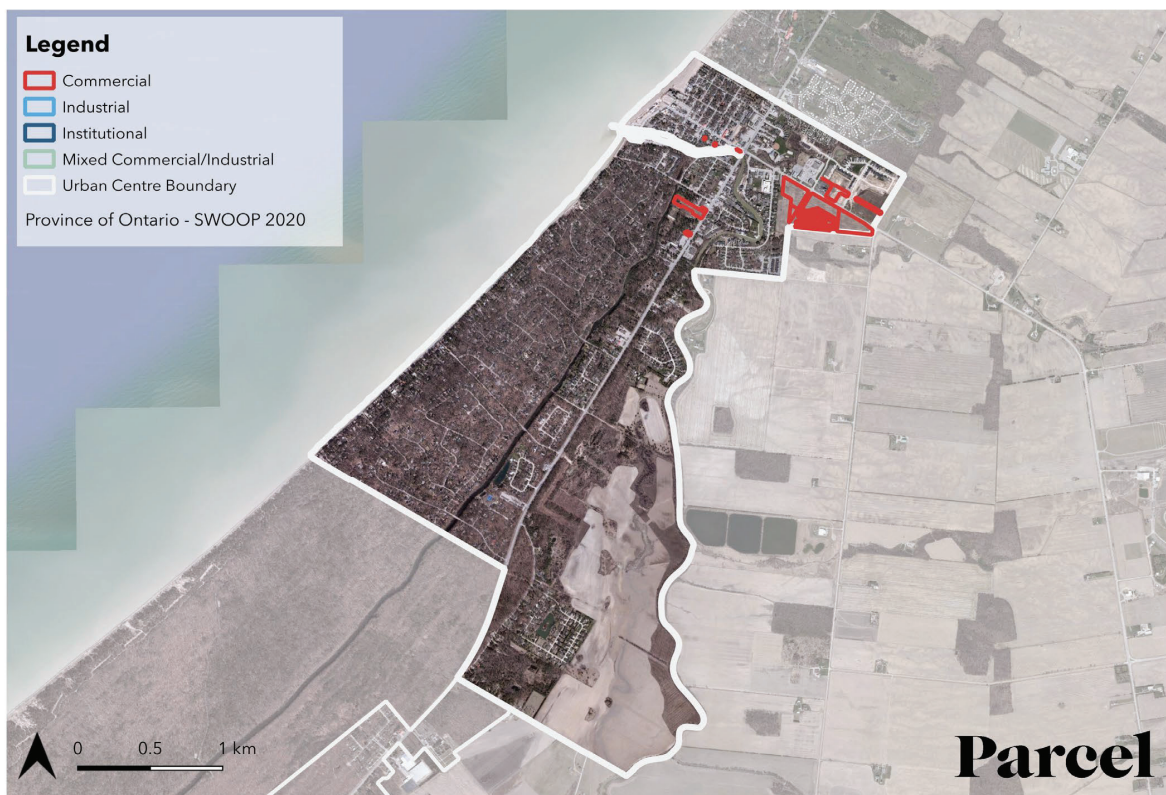 Legend
Commercial
Industrial
Institutional
Mixed Commercial/Industrial
Urban Centre Boundary
Province of Ontario - SWOOP 2020
0 0.5 1 km
Parcel